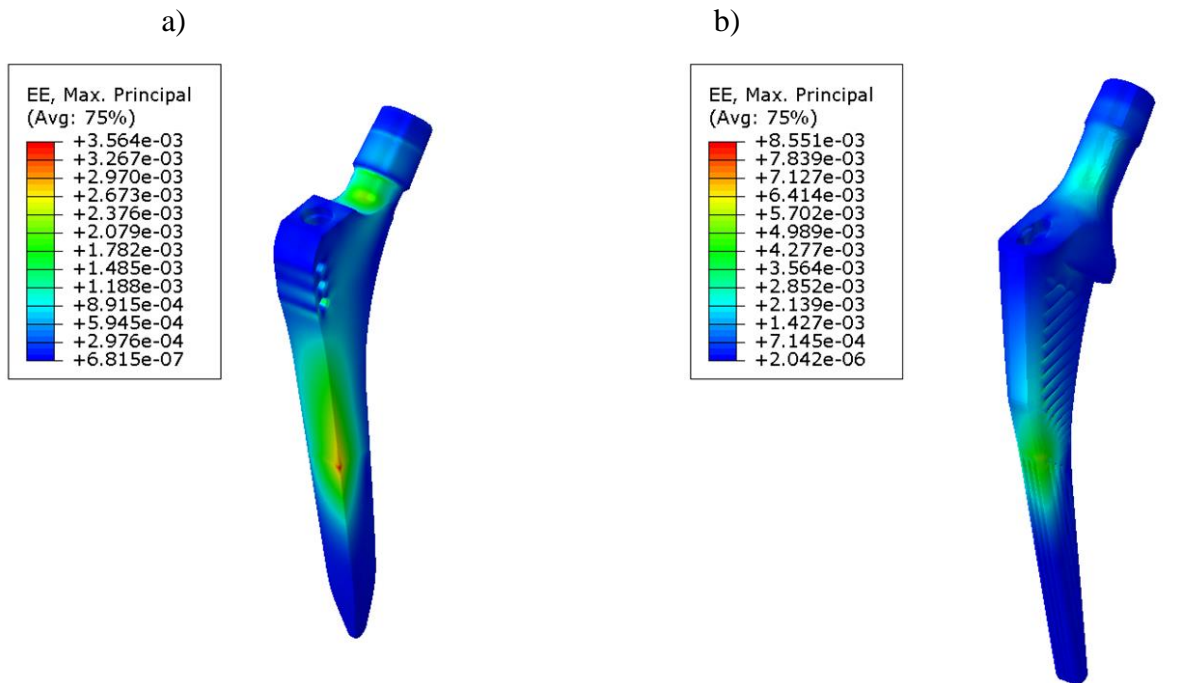 a)
b)
EE, Max. Principal
(Avg: 75%)
+3.564e-03
+3.267e-03
+2.970e-03
+2.673e-03
+2.376e-03
+2.079e-03
+1.782e-03
+1.485e-03
+1.188e-03
+8.915e-04
+5.945e-04
+2.976e-04
+6.815e-07
EE, Max. Principal
(Avg: 75%)
+8.551e-03
+7.839e-03
+7.127e-03
+6.414e-03
+5.702e-03
+4.989e-03
+4.277e-03
+3.564e-03
+2.852e-03
+2.139e-03
+1.427e-03
+7.145e-04
+2.042e-06